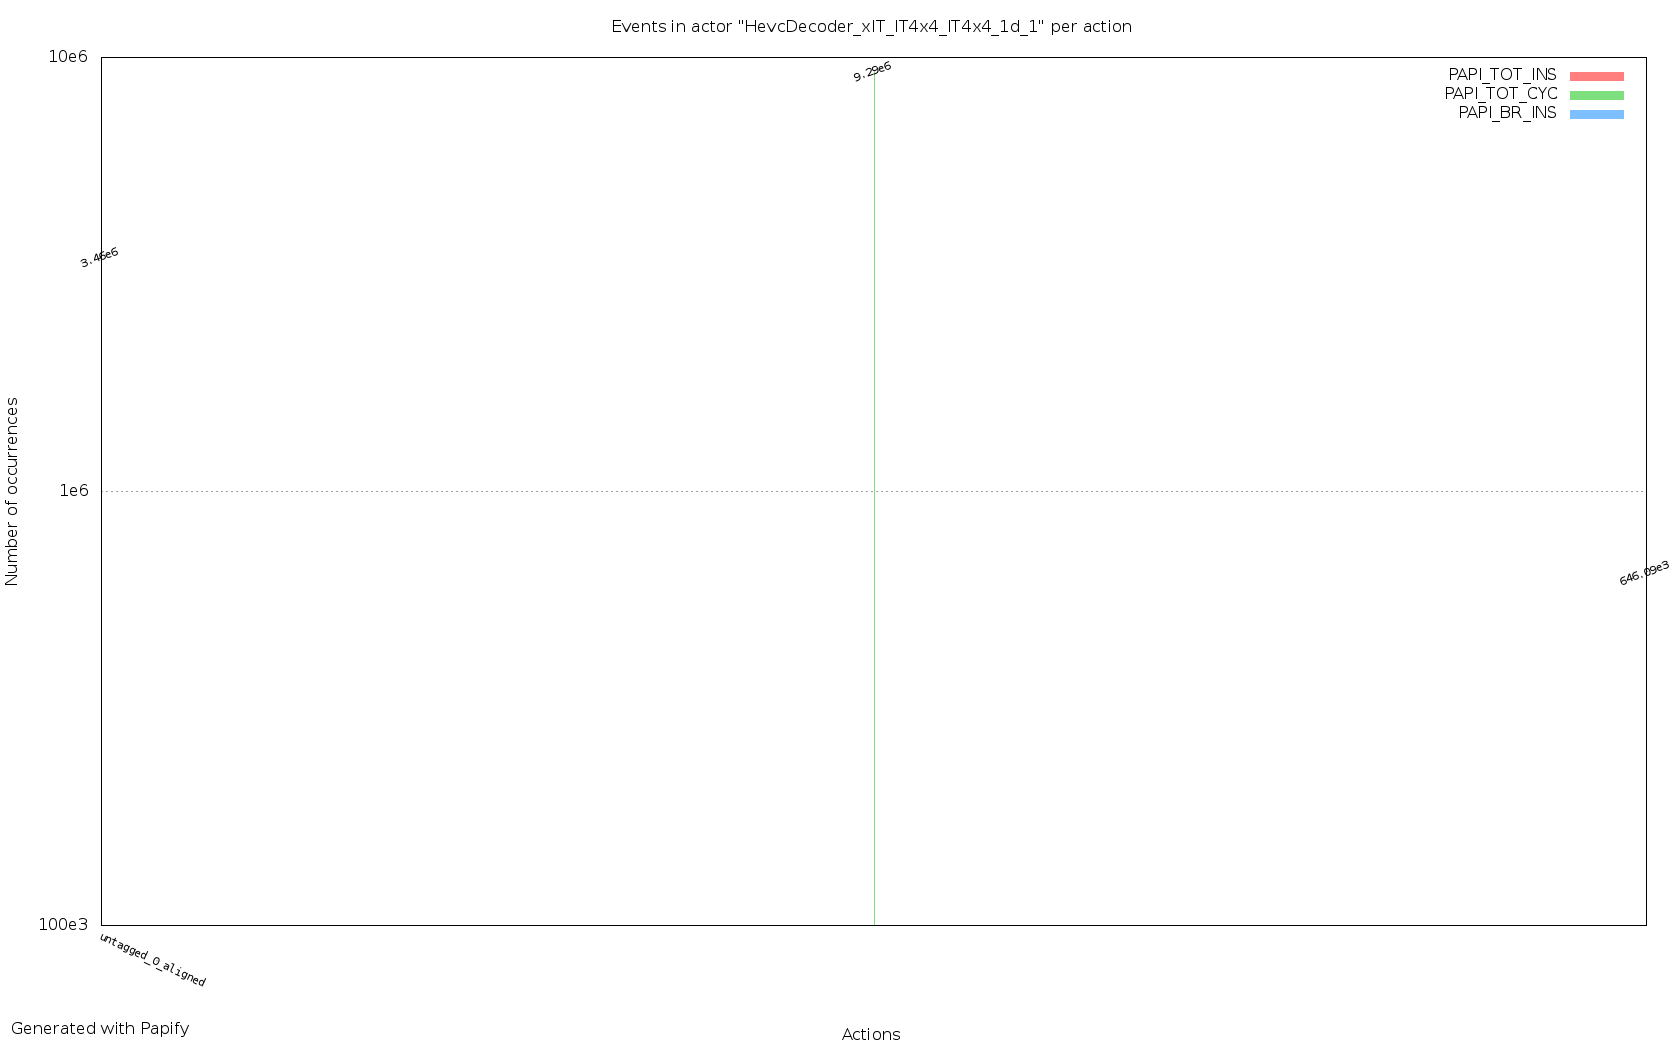 Events in actor "HevcDecoder_xIT_IT4x4_IT4x4_1d_1" per action
10e6
9.29e6
PAPI_TOT_INS
PAPI_TOT_CYC
PAPI_BR_INS
3.46e6
Number of occurrences
1e6
646.09e3
100e3
untagged_0_aligned
Generated with Papify
Actions